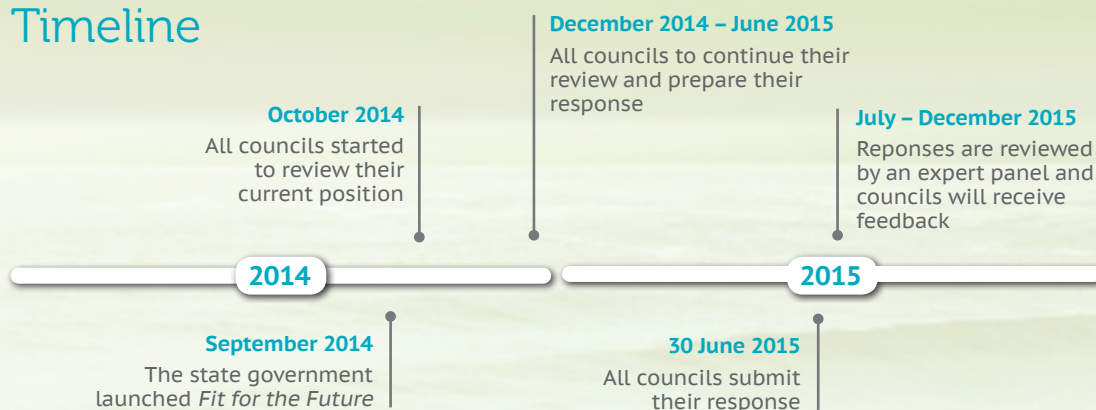 Timeline
December 2014 – June 2015
All councils to continue their
review and prepare their
response
October 2014
All councils started
to review their
current position
July – December 2015
Reponses are reviewed
by an expert panel and
councils will receive
feedback
2014
2015
September 2014
The state government
launched Fit for the Future
30 June 2015
All councils submit
their response